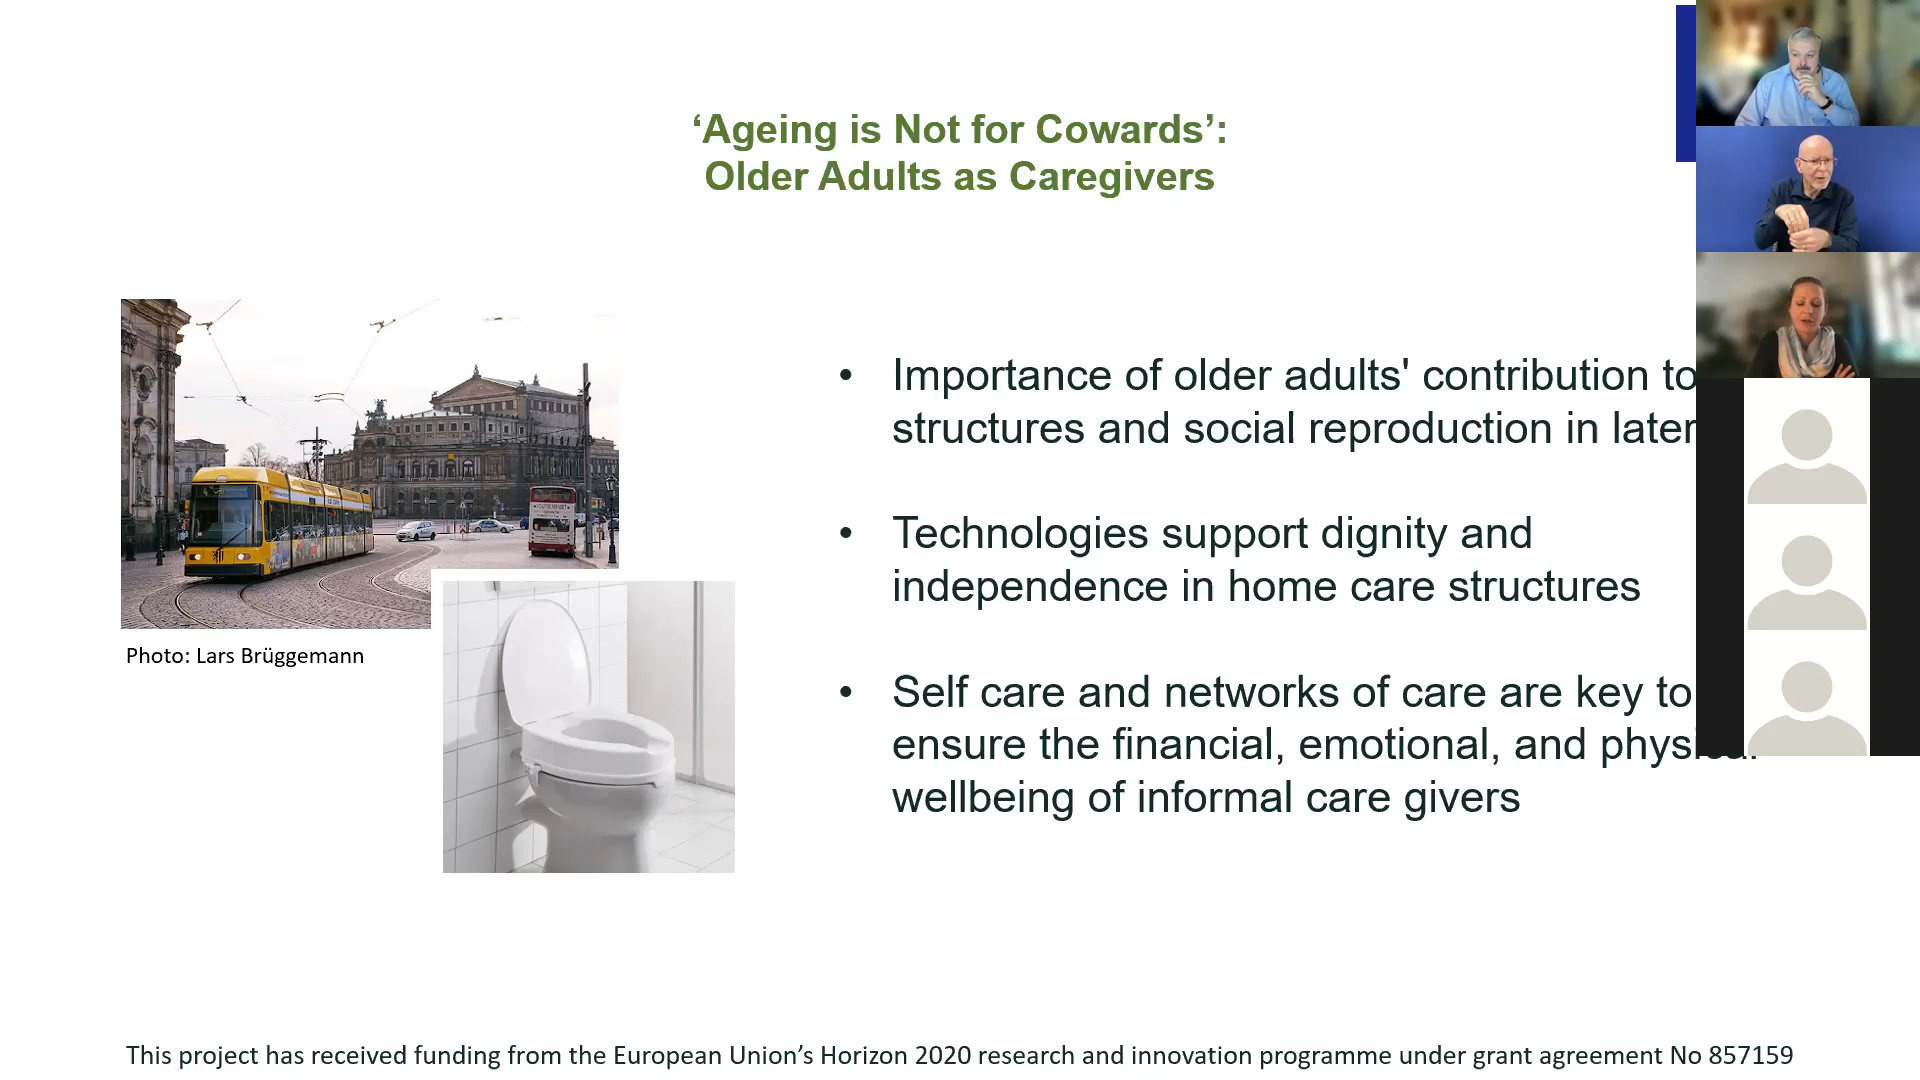 ‘Ageing is Not for Cowards’:
Older Adults as Caregivers
• Importance of older adults' contribution to
structures and social reproduction in later
• Technologies support dignity and
independence in home care structures
• Self care and networks of care are key to
ensure the financial, emotional, and physical
wellbeing of informal care givers
Photo: Lars Brüggemann
This project has received funding from the European Union’s Horizon 2020 research and innovation programme under grant agreement No 857159